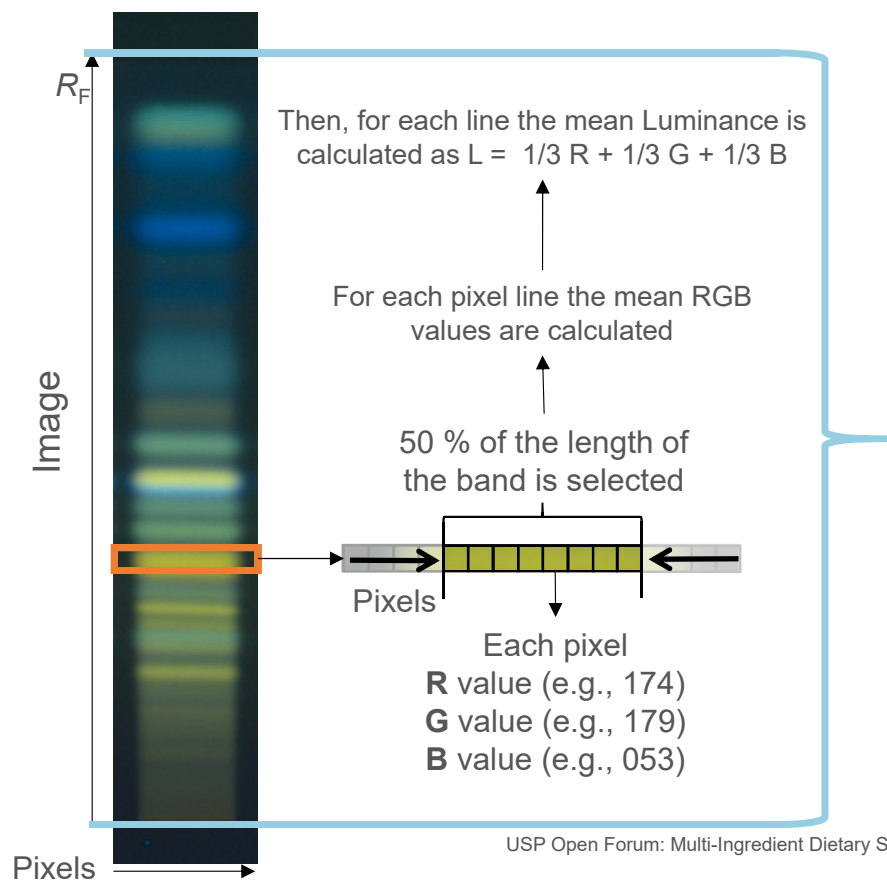 R_F
Then, for each line the mean Luminance is
calculated as L = 1/3 R + 1/3 G + 1/3 B
For each pixel line the mean RGB
values are calculated
Image
50 % of the length of
the band is selected
Pixels
Each pixel
R value (e.g., 174)
G value (e.g., 179)
B value (e.g., 053)
USP Open Forum: Multi-Ingredient Dietary S
Pixels